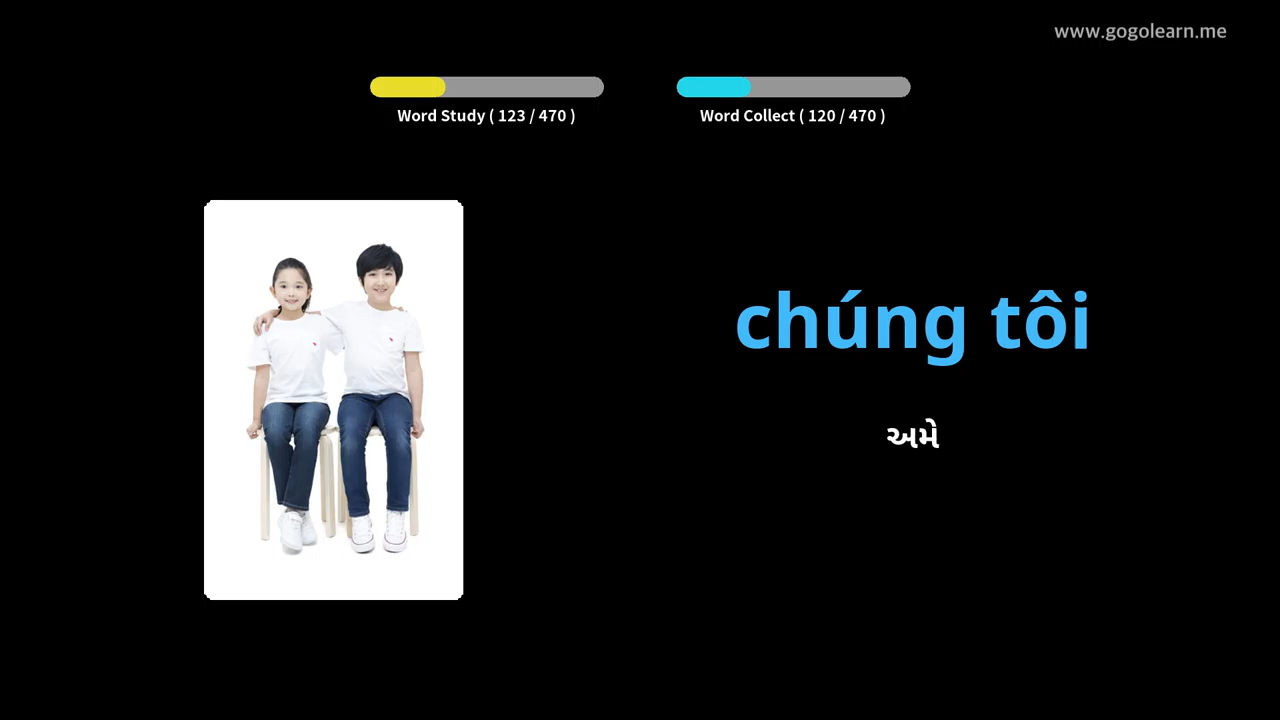 www.gogolearn.me
Word Study ( 123 / 470 )
Word Collect ( 120 / 470 )
chúng tôi
અમે